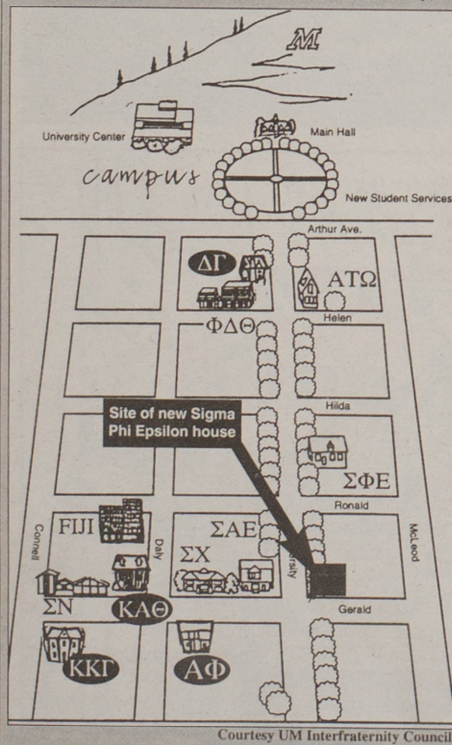 M
University Center
Main Hall
campus
New Student Services
Arthur Ave.
ΔΓ
ΑΤΩ
Helen
ΦΔΘ
Hilda
Site of new Sigma
Phi Epsilon house
ΣΦΕ
Ronald
FIJI
ΣΑΕ
Connell
Daly
ΣΧ
McLeod
ΣΝ
ΚΑΘ
Gerald
ΚΚΓ
ΑΦ
Courtesy UM Interfraternity Council